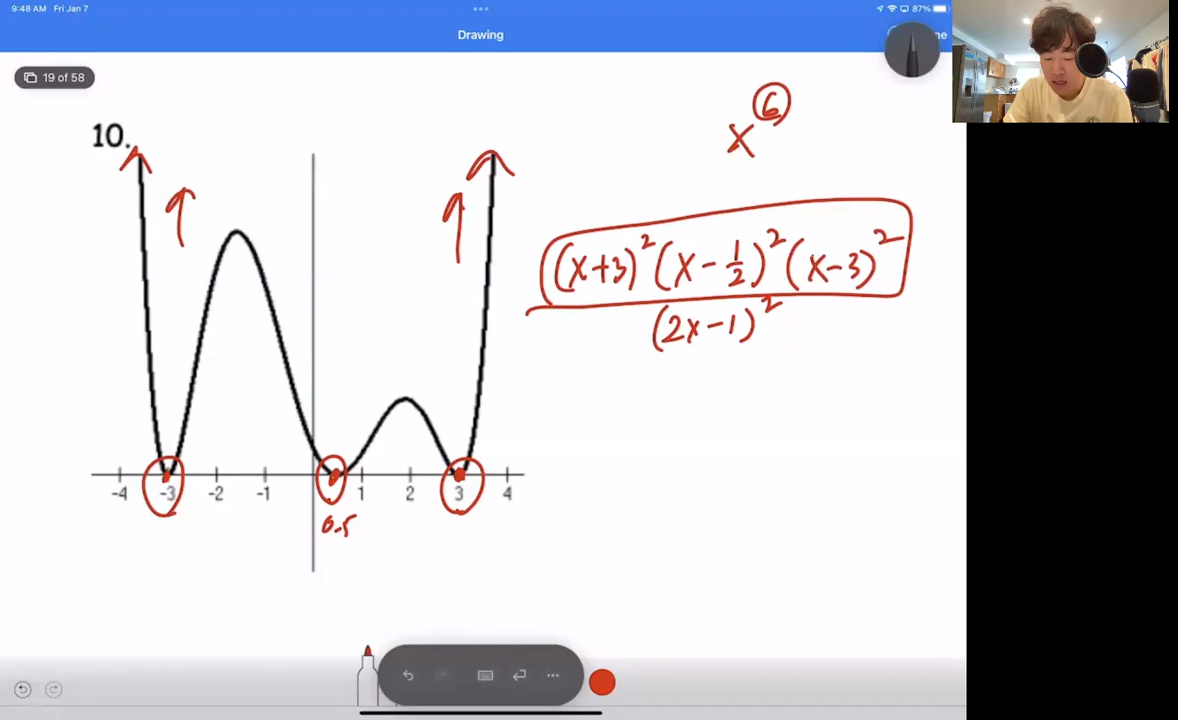 9:48 AM Fri Jan 7
87%
Drawing
19 of 58
10.
x^6
(x+3)^2 (x-1/2)^2 (x-3)^2
(2x-1)^2
-4 -3 -2 -1 1 2 3 4
0.5